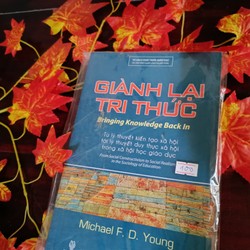 GIÀNH LẠI
TRI THỨC
Bringing Knowledge Back In
Từ lý thuyết kiến tạo xã hội
tới lý thuyết duy thực xã hội
trong xã hội học giáo dục
From Social Constructivism to Social Realism
in the Sociology of Education
Michael F. D. Young